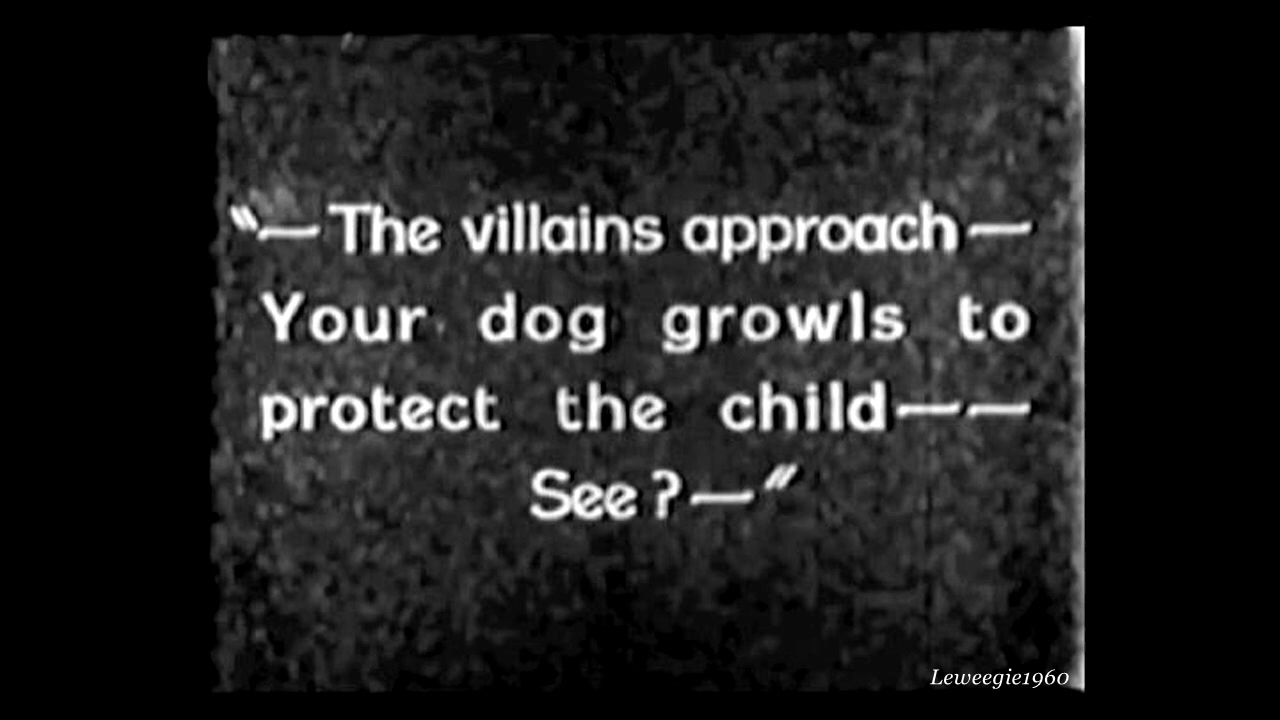 "—The villains approach—
Your dog growls to
protect the child——
See?—"
Leweegie1960